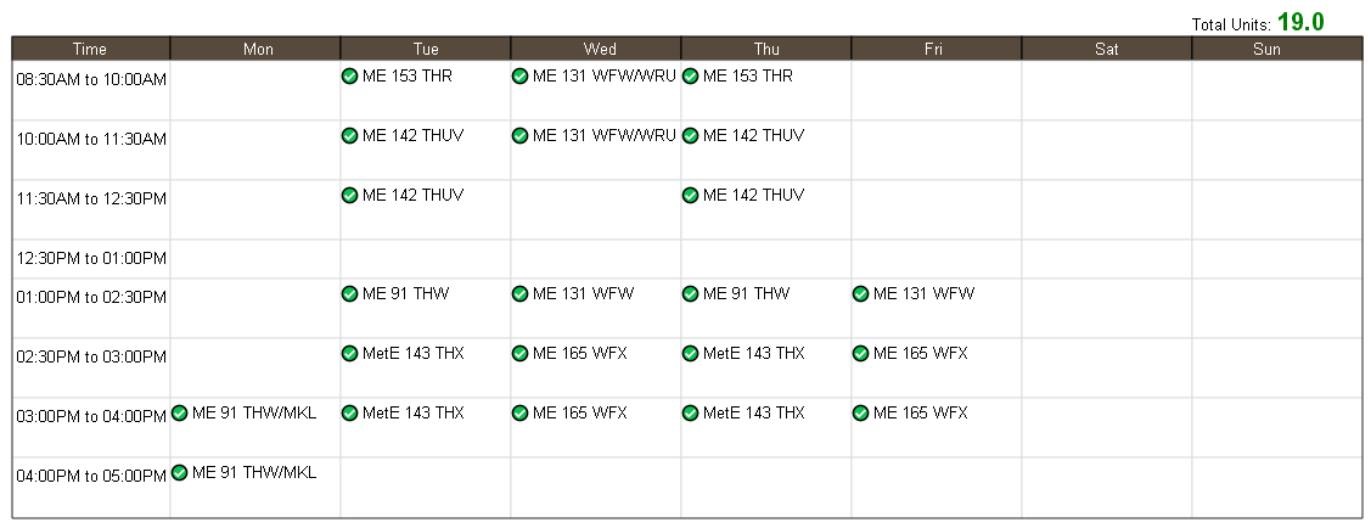 Total Units: 19.0
Time Mon Tue Wed Thu Fri Sat Sun
08:30AM to 10:00AM ME 153 THR ME 131 WFW/WRU ME 153 THR
10:00AM to 11:30AM ME 142 THUV ME 131 WFW/WRU ME 142 THUV
11:30AM to 12:30PM ME 142 THUV ME 142 THUV
12:30PM to 01:00PM
01:00PM to 02:30PM ME 91 THW ME 131 WFW ME 91 THW ME 131 WFW
02:30PM to 03:00PM MetE 143 THX ME 165 WFX MetE 143 THX ME 165 WFX
03:00PM to 04:00PM ME 91 THW/MKL MetE 143 THX ME 165 WFX MetE 143 THX ME 165 WFX
04:00PM to 05:00PM ME 91 THW/MKL